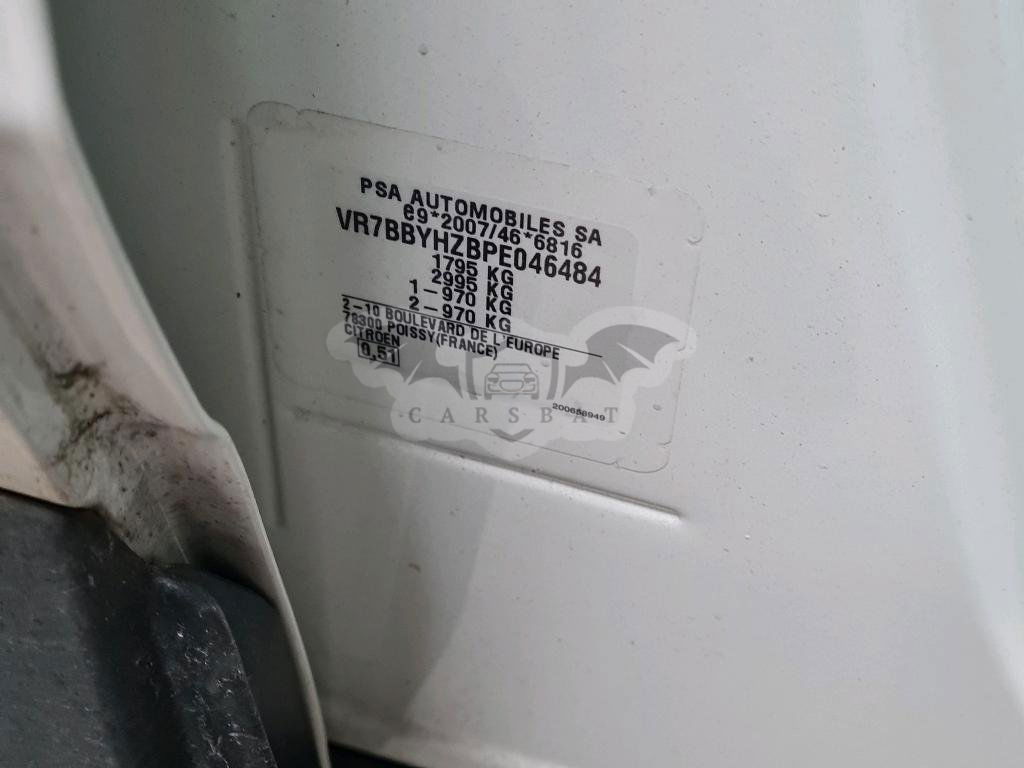 PSA AUTOMOBILES SA
e9*2007/46*6816
VR7BBYHZBPE046484
1795 KG
2995 KG
1-970 KG
2-970 KG
2-10 BOULEVARD DE L'EUROPE
78300 POISSY(FRANCE)
CITROEN
0,51
200658949
CARSBAT